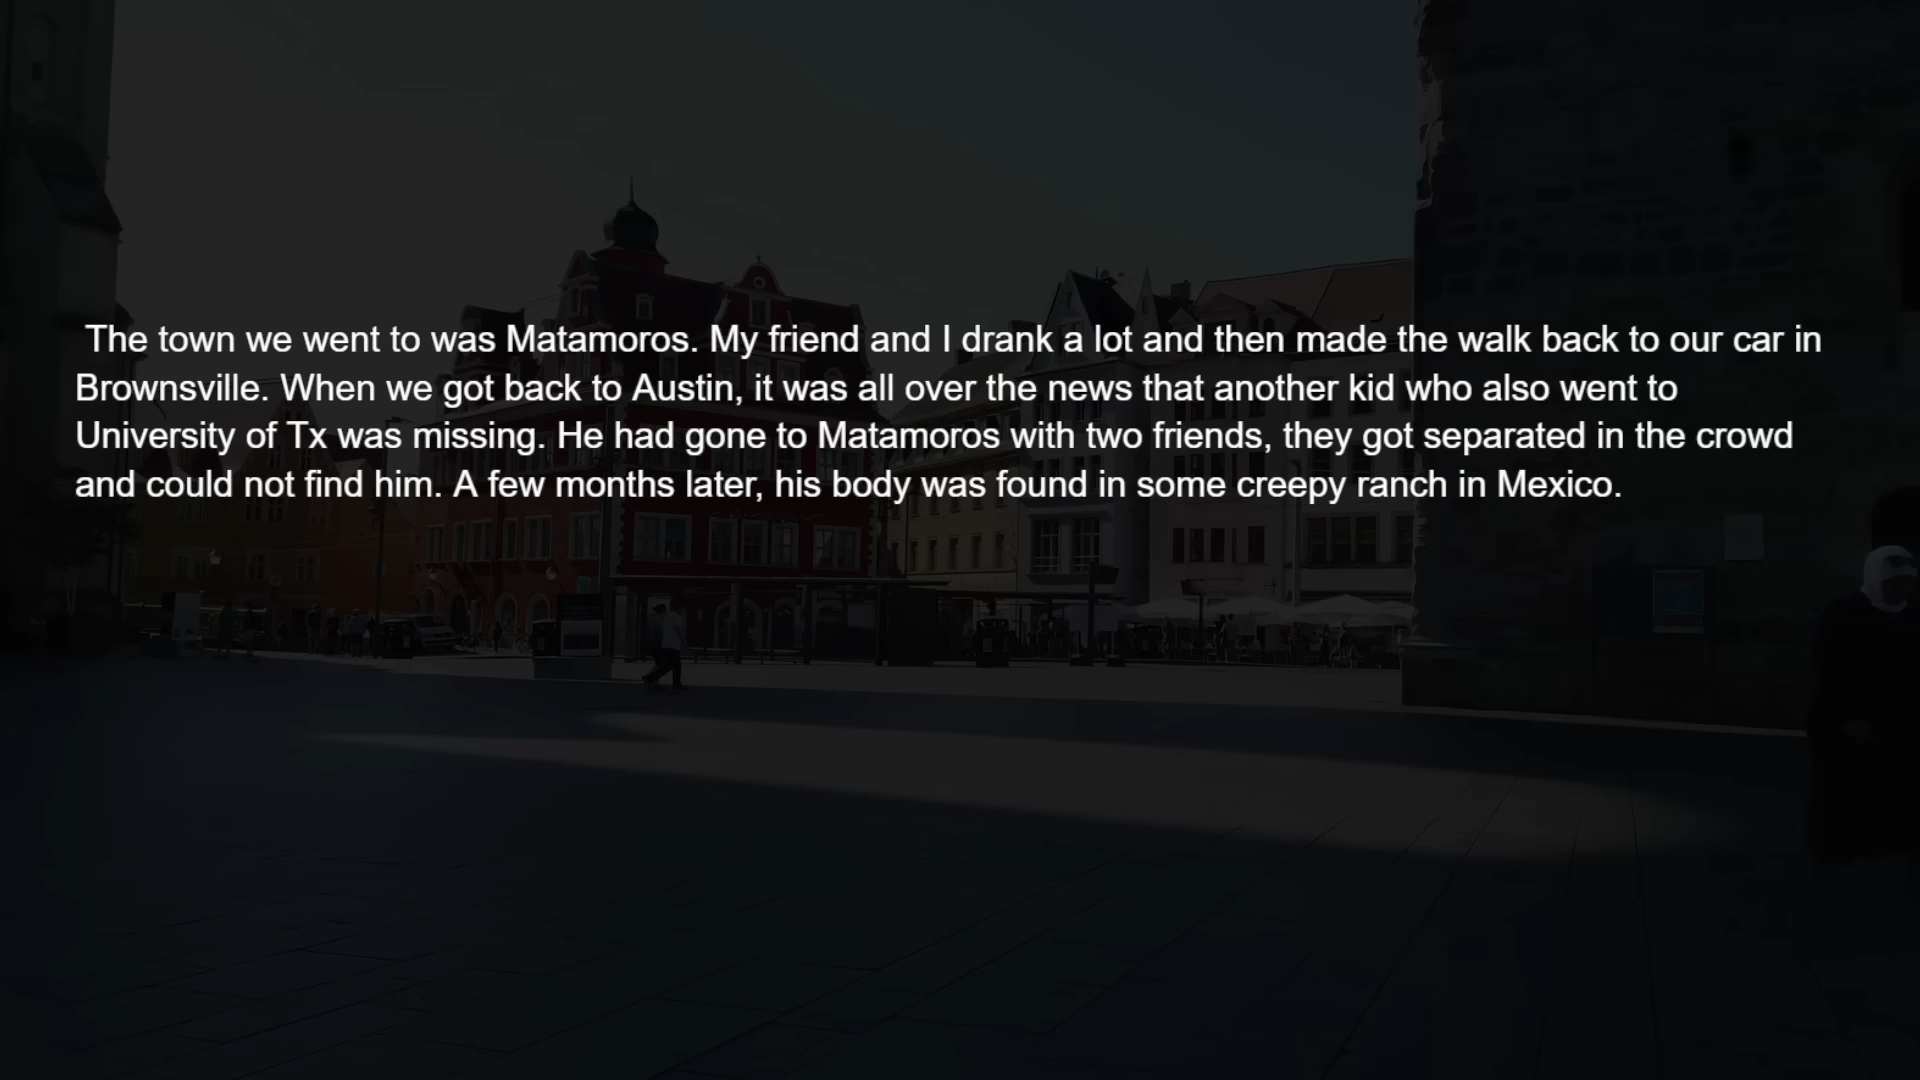 The town we went to was Matamoros. My friend and I drank a lot and then made the walk back to our car in
Brownsville. When we got back to Austin, it was all over the news that another kid who also went to
University of Tx was missing. He had gone to Matamoros with two friends, they got separated in the crowd
and could not find him. A few months later, his body was found in some creepy ranch in Mexico.